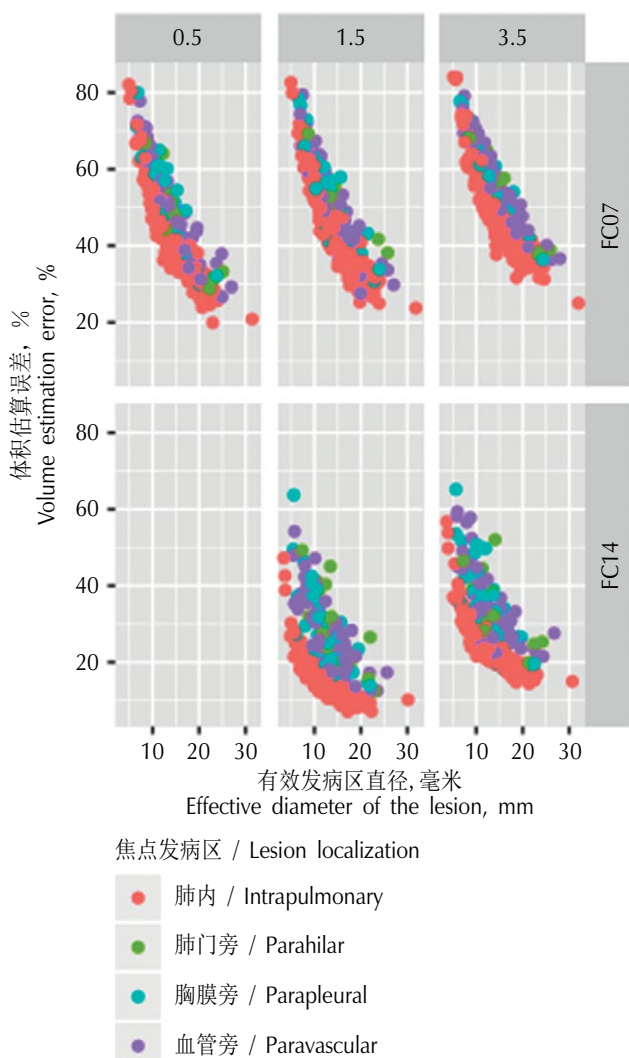 0.5 1.5 3.5
80
60
40
20
FC07
体积估算误差，%
Volume estimation error, %
80
60
40
20
FC14
10 20 30 10 20 30 10 20 30
有效发病区直径,毫米
Effective diameter of the lesion, mm
焦点发病区 / Lesion localization
肺内 / Intrapulmonary
肺门旁 / Parahilar
胸膜旁 / Parapleural
血管旁 / Paravascular